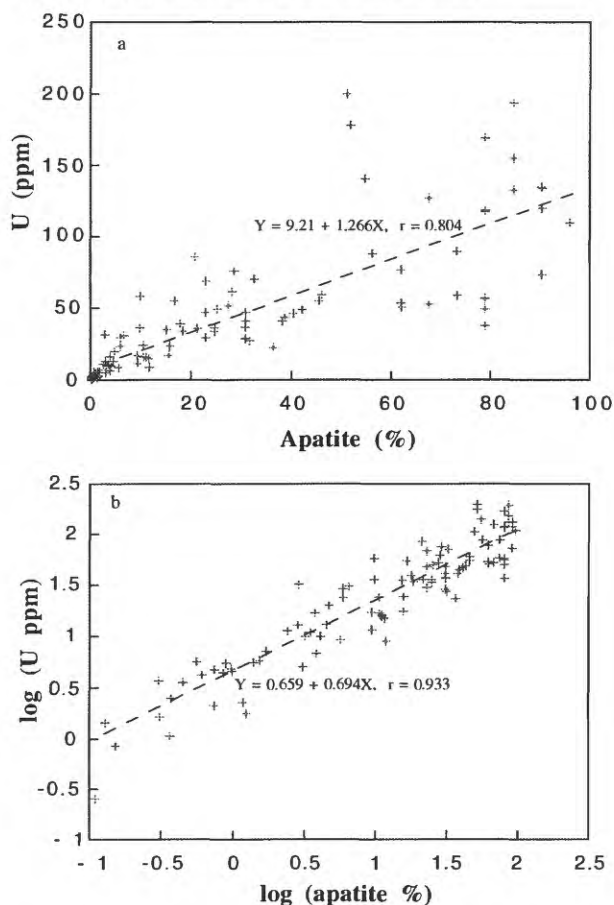 a
250
200
150
100
50
0
U (ppm)
Y = 9.21 + 1.266X, r = 0.804
0 20 40 60 80 100
Apatite (%)
b
2.5
2.0
1.5
1.0
0.5
0
-0.5
- 1
log (U ppm)
Y = 0.659 + 0.694X, r = 0.933
- 1 -0.5 0 0.5 1 1.5 2 2.5
log (apatite %)